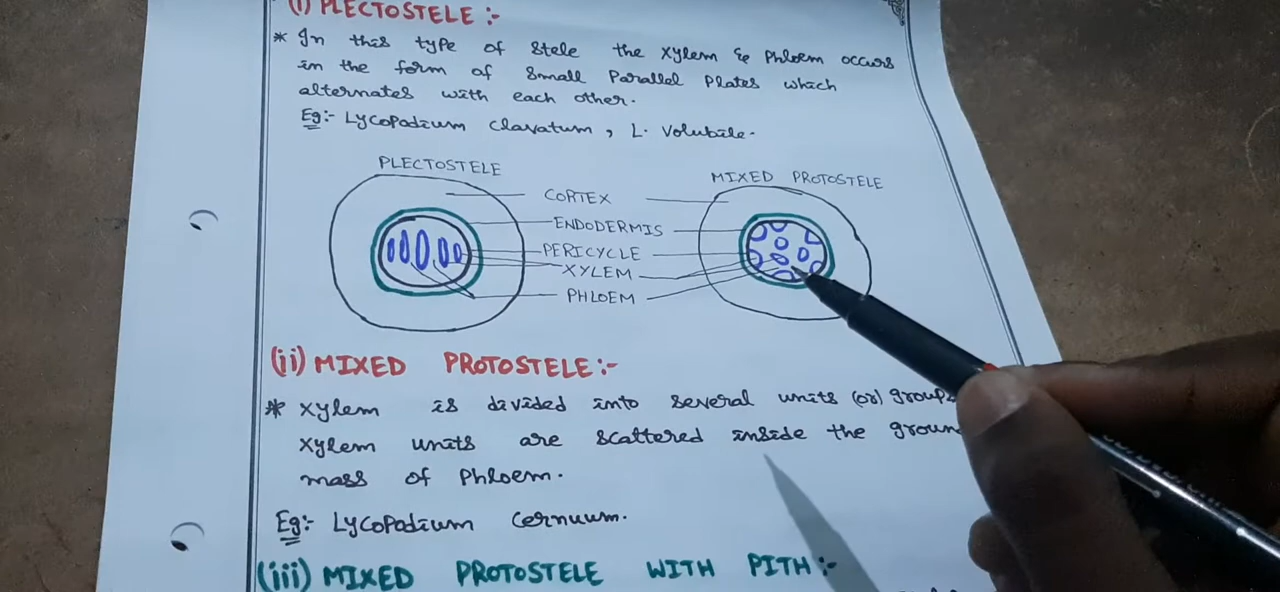 (i) PLECTOSTELE :-
* In this type of Stele the Xylem & Phloem occurs
in the form of Small Parallel Plates which
alternates with each other.
Eg:- Lycopodium Clavatum, L. Volubile.
PLECTOSTELE
MIXED PROTOSTELE
CORTEX
ENDODERMIS
PERICYCLE
XYLEM
PHLOEM
(ii) MIXED PROTOSTELE :-
* Xylem is divided into several units (or)
Xylem units are scattered inside the
mass of Phloem.
Eg:- Lycopodium Cernuum.
(iii) MIXED PROTOSTELE WITH PITH :-